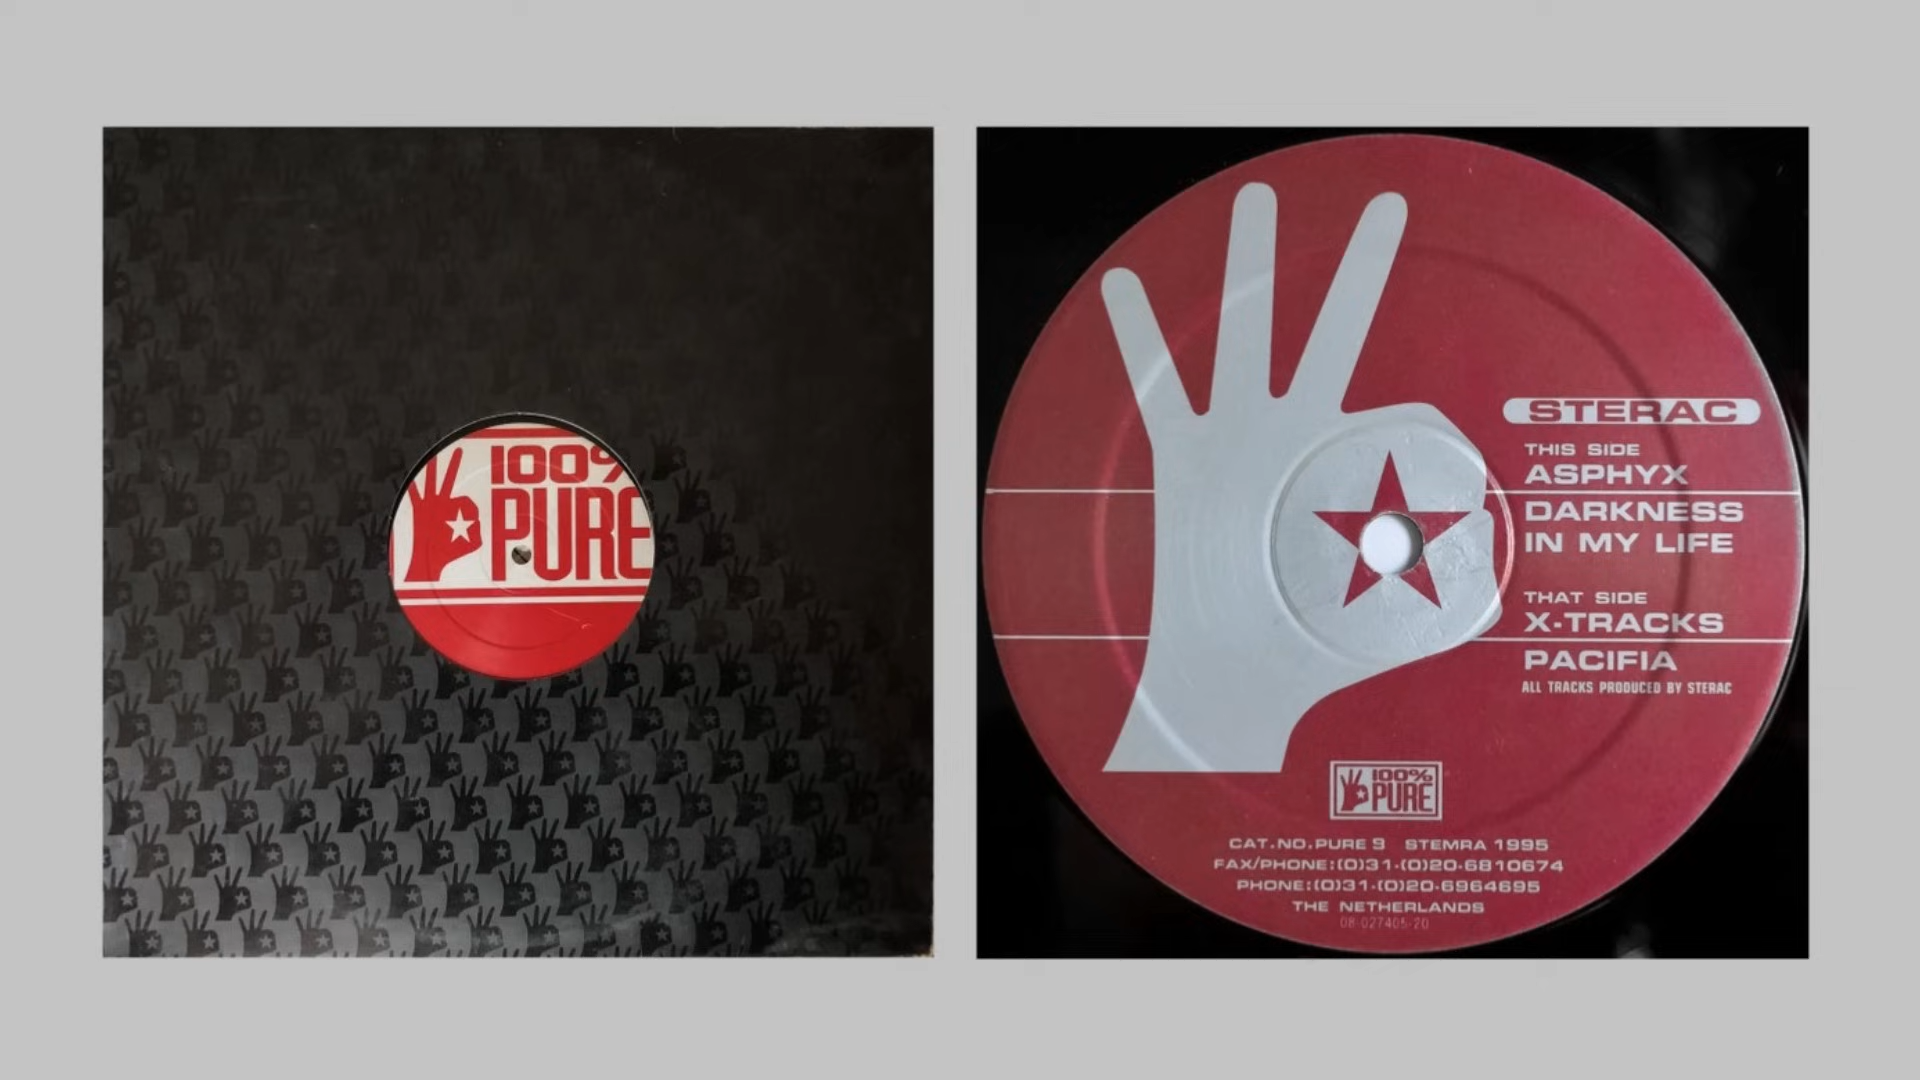 100%
PURE
STERAC
THIS SIDE
ASPHYX
DARKNESS
IN MY LIFE
THAT SIDE
X-TRACKS
PACIFIA
ALL TRACKS PRODUCED BY STERAC
100%
PURE
CAT.NO.PURE 9 STEMRA 1995
FAX/PHONE:(0)31-(0)20-6810674
PHONE:(0)31-(0)20-6964695
THE NETHERLANDS
08-027405-20